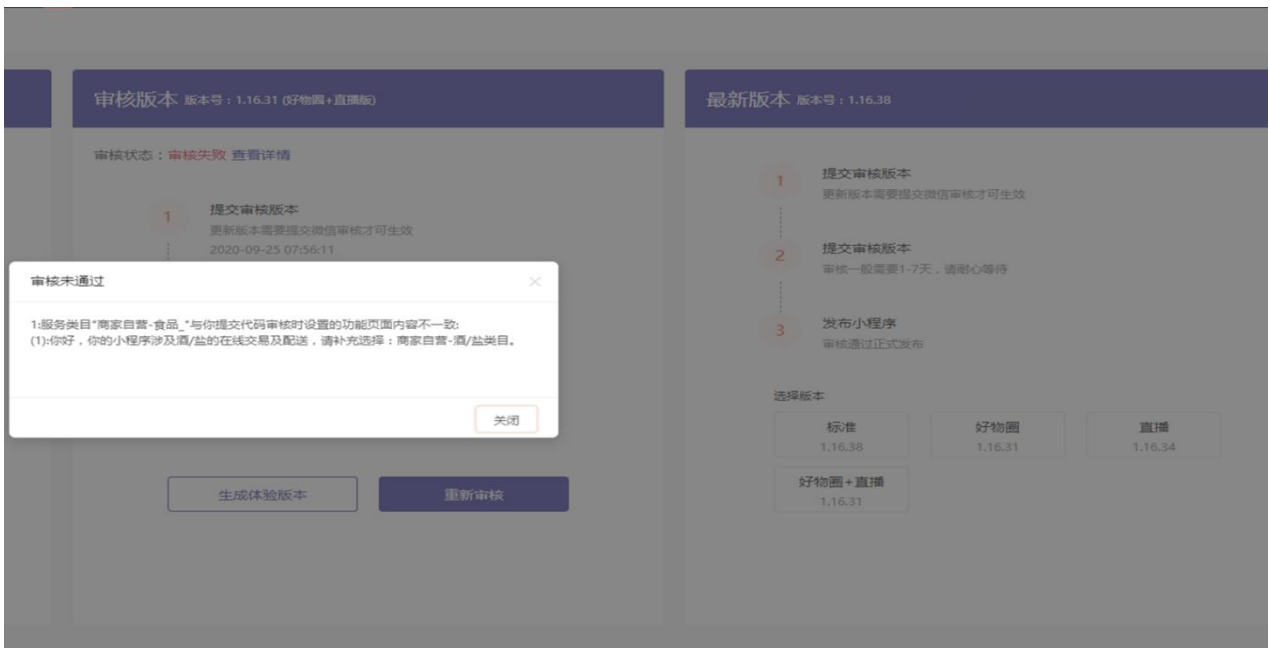 审核版本 版本号：1.16.31 (好物圈+直播版)
审核状态：审核失败 查看详情
1
提交审核版本
更新版本需要提交微信审核才可生效
2020-09-25 07:56:11
审核未通过
1:服务类目"商家自营-食品_"与你提交代码审核时设置的功能页面内容不一致:
(1):你好，你的小程序涉及酒/盐的在线交易及配送，请补充选择：商家自营-酒/盐类目。
关闭
生成体验版本
重新审核
最新版本 版本号：1.16.38
1
提交审核版本
更新版本需要提交微信审核才可生效
2
提交审核版本
审核一般需要1-7天，请耐心等待
3
发布小程序
审核通过正式发布
选择版本
标准
1.16.38
好物圈
1.16.31
直播
1.16.34
好物圈+直播
1.16.31